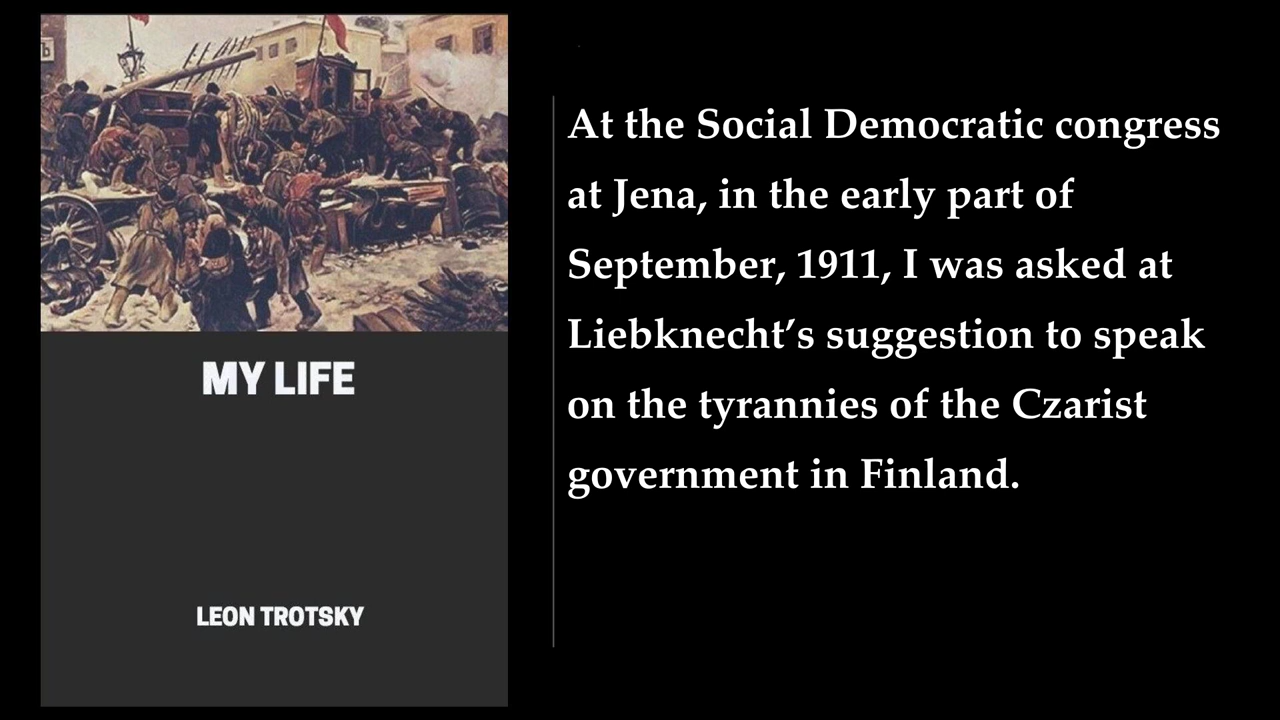 MY LIFE
LEON TROTSKY
At the Social Democratic congress
at Jena, in the early part of
September, 1911, I was asked at
Liebknecht’s suggestion to speak
on the tyrannies of the Czarist
government in Finland.